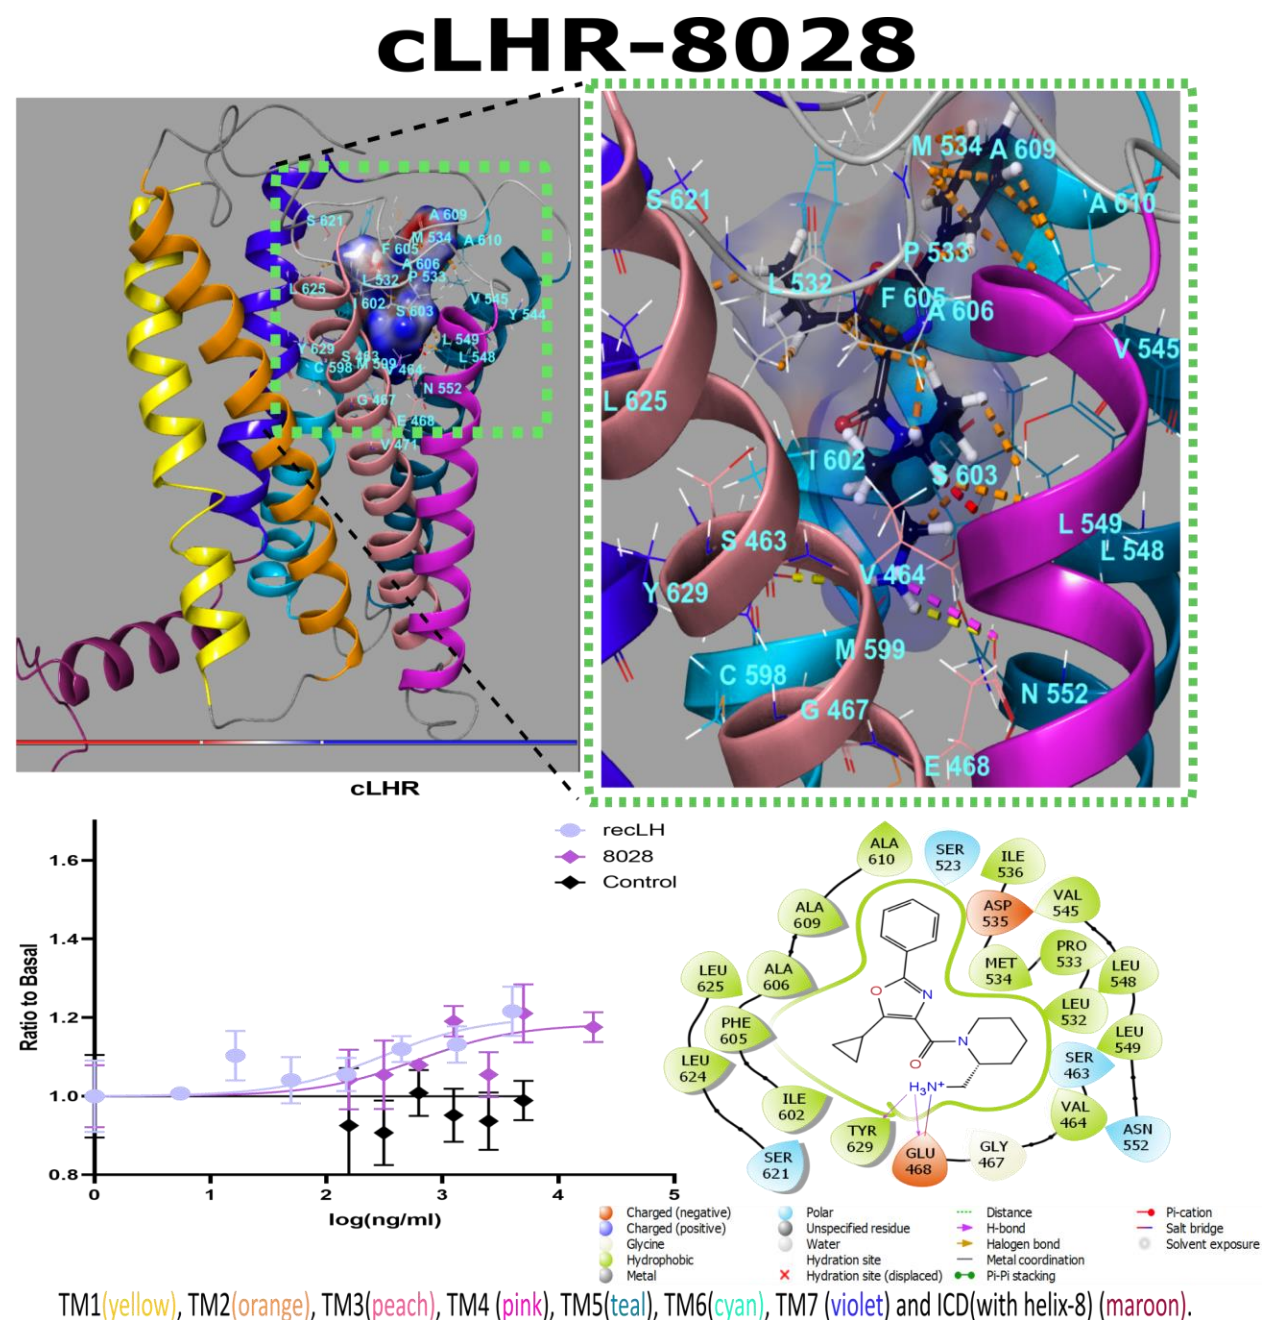 cLHR-8028
S 621
A 609
M 534
F 605
A 610
A 606
L 532
P 533
L 625
I 602
V 545
S 603
Y 544
L 549
Y 629
S 463
L 548
C 598
M 599
V 464
N 552
G 467
E 468
V 471
M 534
A 609
S 621
A 610
P 533
L 532
F 605
A 606
V 545
L 625
I 602
S 603
L 549
S 463
L 548
V 464
Y 629
M 599
C 598
N 552
G 467
E 468
cLHR
recLH
8028
Control
1.6
1.4
1.2
1.0
0.8
Ratio to Basal
0 1 2 3 4 5
log(ng/ml)
ALA
610
SER
523
ILE
536
ALA
609
ASP
535
VAL
545
LEU
625
ALA
606
MET
534
PRO
533
LEU
548
PHE
605
LEU
532
LEU
549
LEU
624
SER
463
ILE
602
VAL
464
TYR
629
GLU
468
GLY
467
ASN
552
SER
621
O
N
O
N
H₃N⁺
Charged (negative)
Charged (positive)
Glycine
Hydrophobic
Metal
Polar
Unspecified residue
Water
Hydration site
Hydration site (displaced)
Distance
H-bond
Halogen bond
Metal coordination
Pi-Pi stacking
Pi-cation
Salt bridge
Solvent exposure
TM1(yellow), TM2(orange), TM3(peach), TM4 (pink), TM5(teal), TM6(cyan), TM7 (violet) and ICD(with helix-8) (maroon).